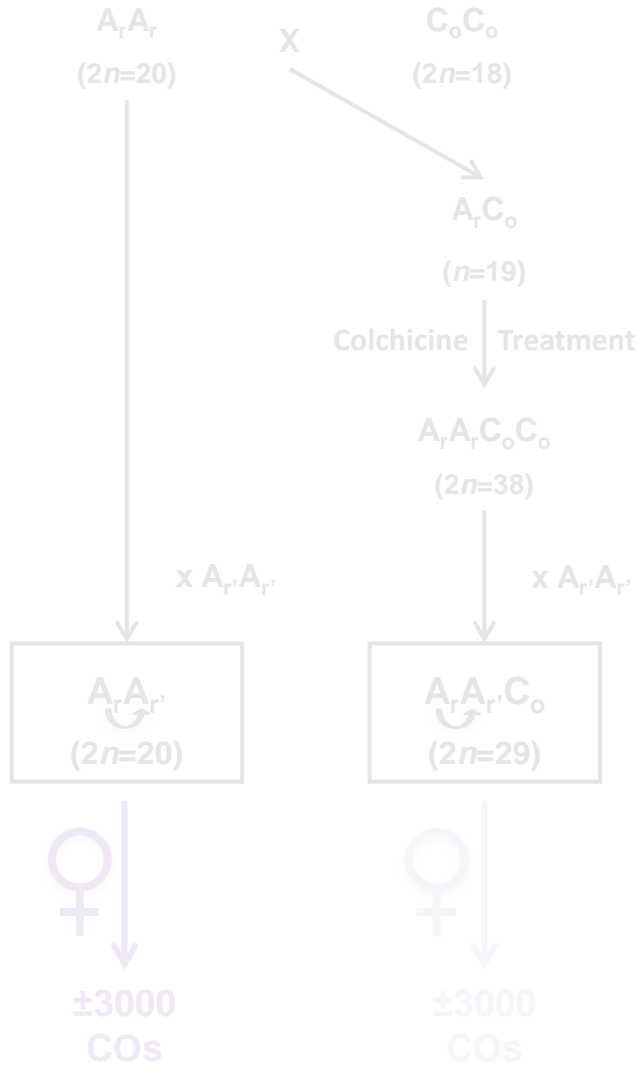 AᵣAᵣ X CₒCₒ
(2n=20) (2n=18)
AᵣCₒ
(n=19)
Colchicine Treatment
AᵣAᵣCₒCₒ
(2n=38)
x Aᵣ'Aᵣ' x Aᵣ'Aᵣ'
AᵣAᵣ' AᵣAᵣ'Cₒ
(2n=20) (2n=29)
±3000 ±3000
COs COs